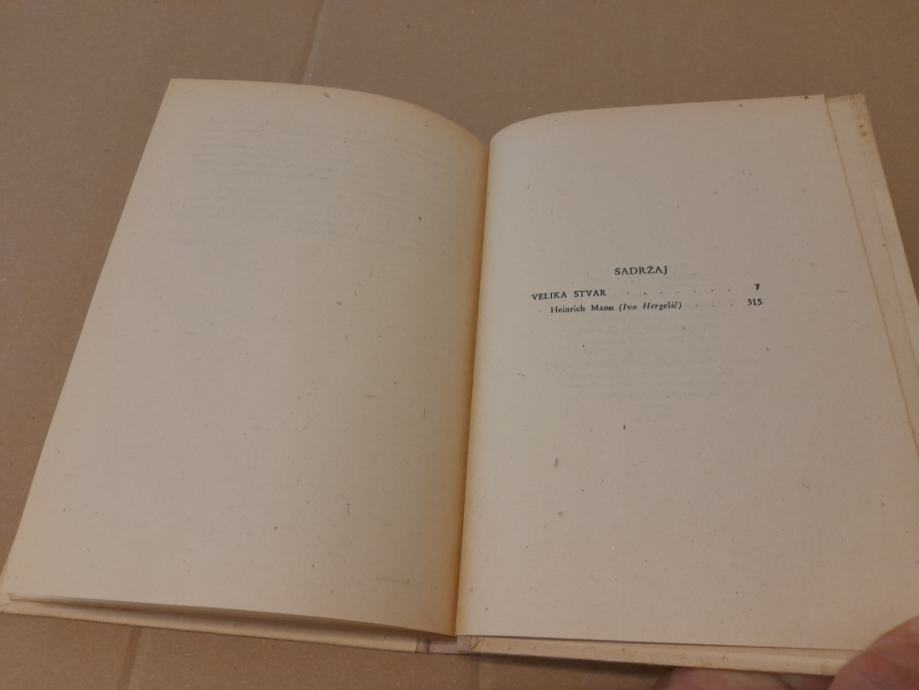 SADRŽAJ
VELIKA STVAR . . . . . . . 7
Heinrich Mann (Ivo Hergešić) . . . . 315